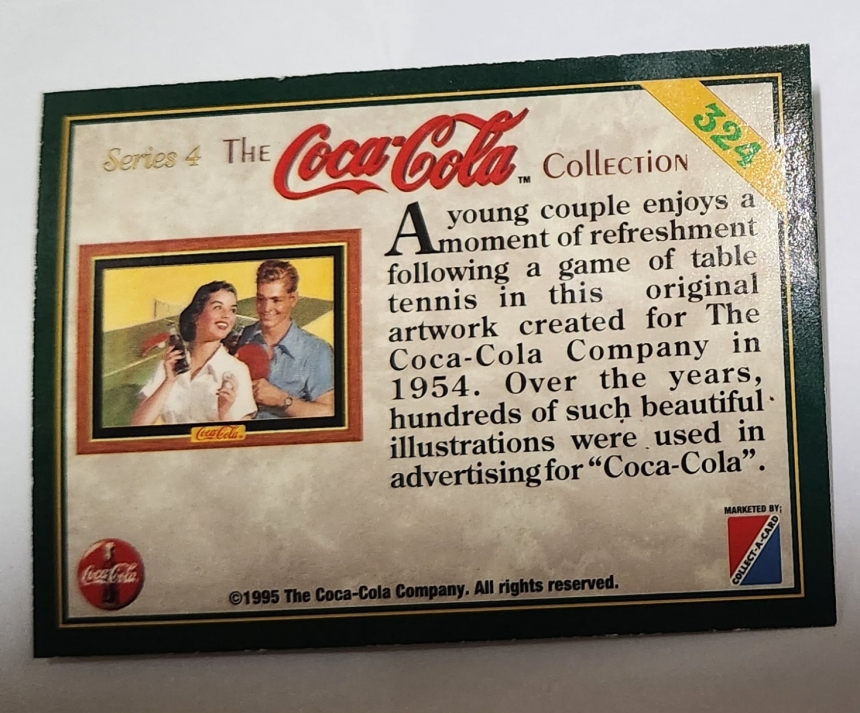 Series 4 THE Coca-Cola™ COLLECTION
324
A young couple enjoys a
moment of refreshment
following a game of table
tennis in this original
artwork created for The
Coca-Cola Company in
1954. Over the years,
hundreds of such beautiful
illustrations were used in
advertising for “Coca-Cola”.
Coca-Cola
MARKETED BY:
COLLECT-A-CARD
Coca-Cola
©1995 The Coca-Cola Company. All rights reserved.